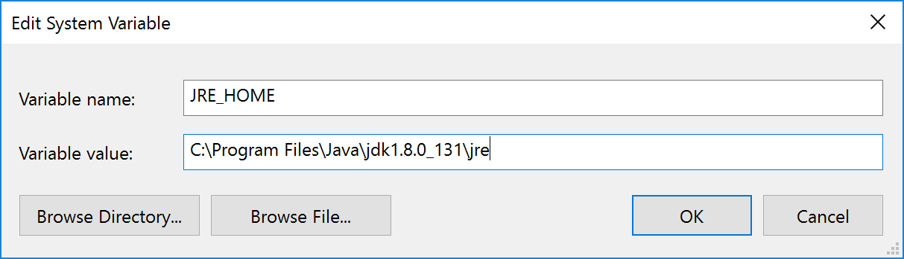 Edit System Variable
Variable name: JRE_HOME
Variable value: C:\Program Files\Java\jdk1.8.0_131\jre
Browse Directory... Browse File... OK Cancel